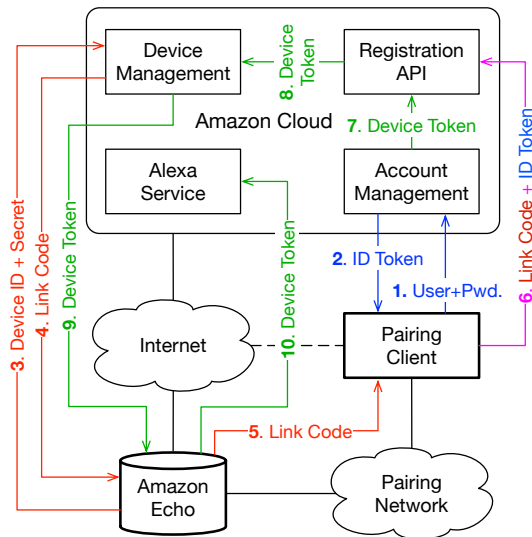 Device
Management
8. Device
Token
Registration
API
Amazon Cloud
7. Device Token
Alexa
Service
Account
Management
2. ID Token
1. User+Pwd.
3. Device ID + Secret
4. Link Code
9. Device Token
10. Device Token
6. Link Code + ID Token
Internet
Pairing
Client
5. Link Code
Amazon
Echo
Pairing
Network